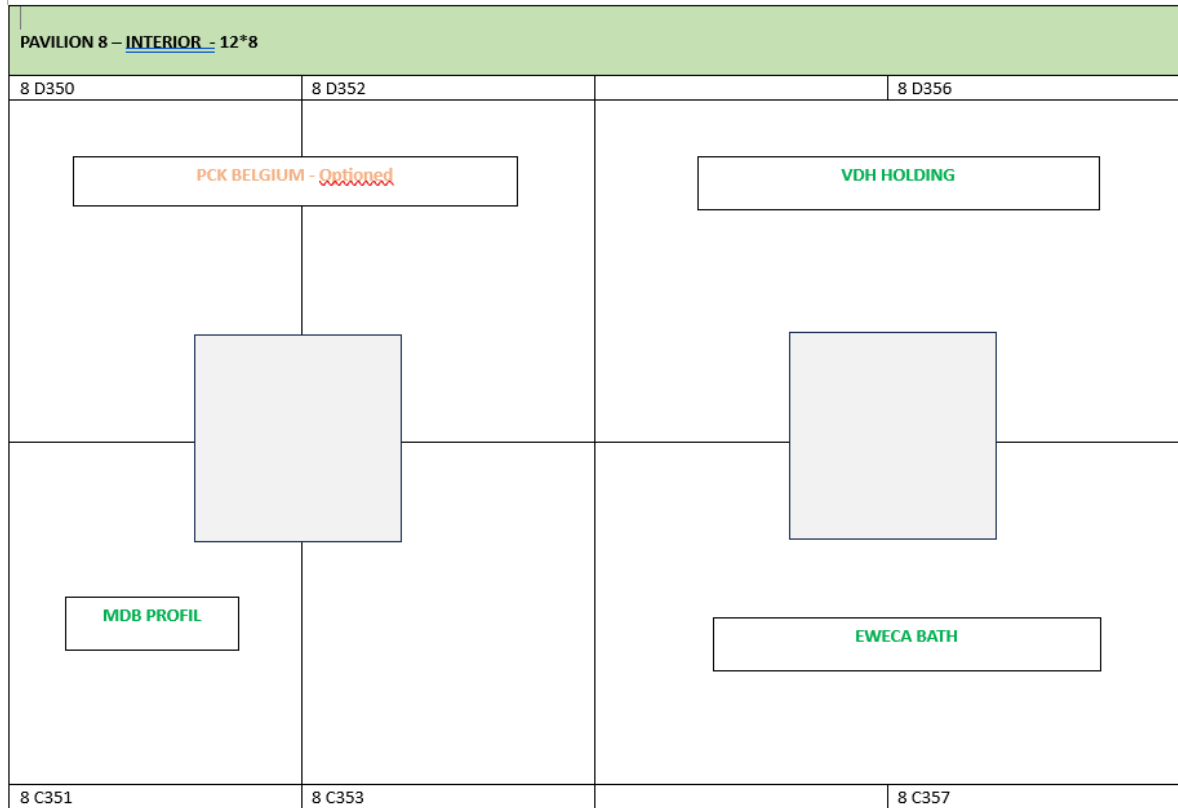 PAVILION 8 – INTERIOR - 12*8
8 D350
8 D352
8 D356
PCK BELGIUM - Optioned
VDH HOLDING
MDB PROFIL
EWECA BATH
8 C351
8 C353
8 C357